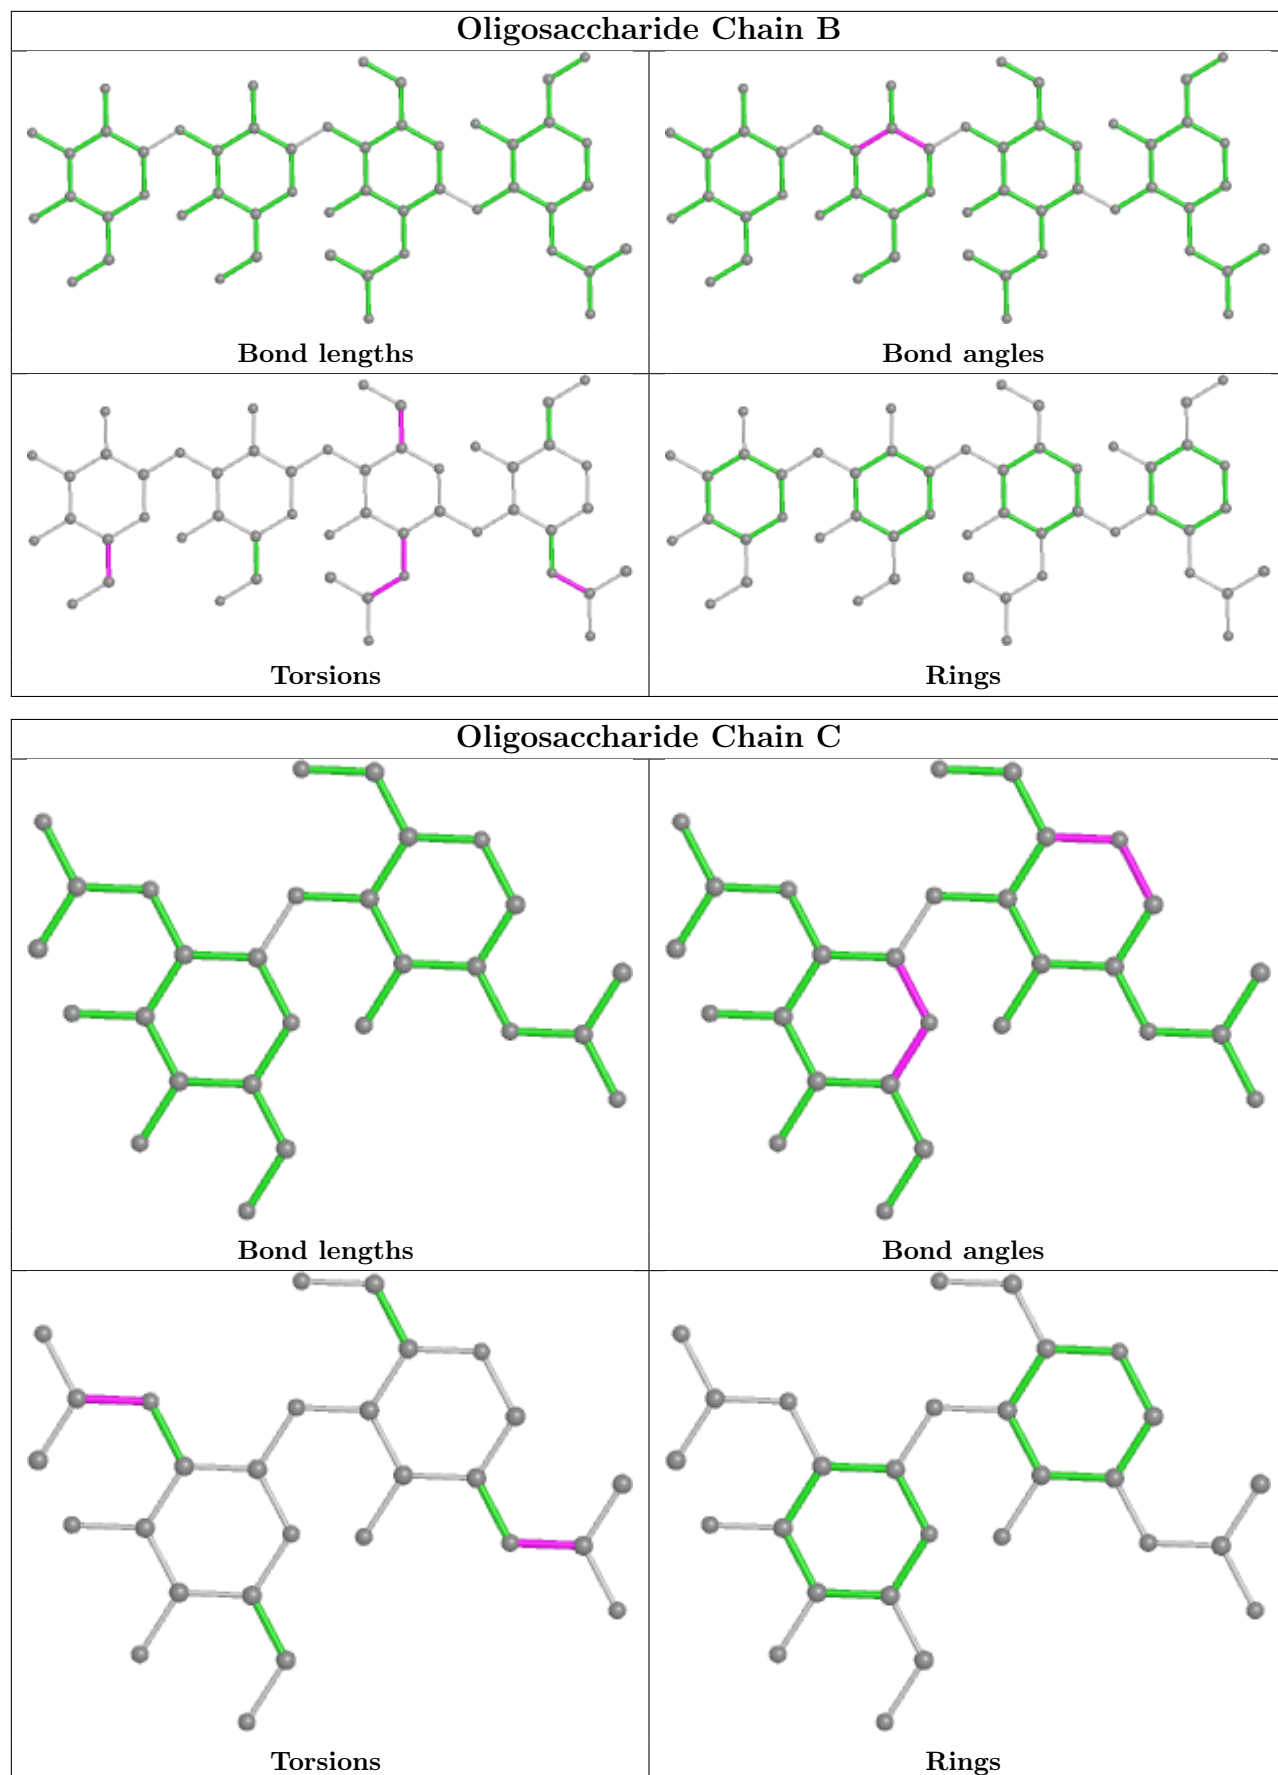 Oligosaccharide Chain B
Bond lengths
Bond angles
Torsions
Rings
Oligosaccharide Chain C
Bond lengths
Bond angles
Torsions
Rings